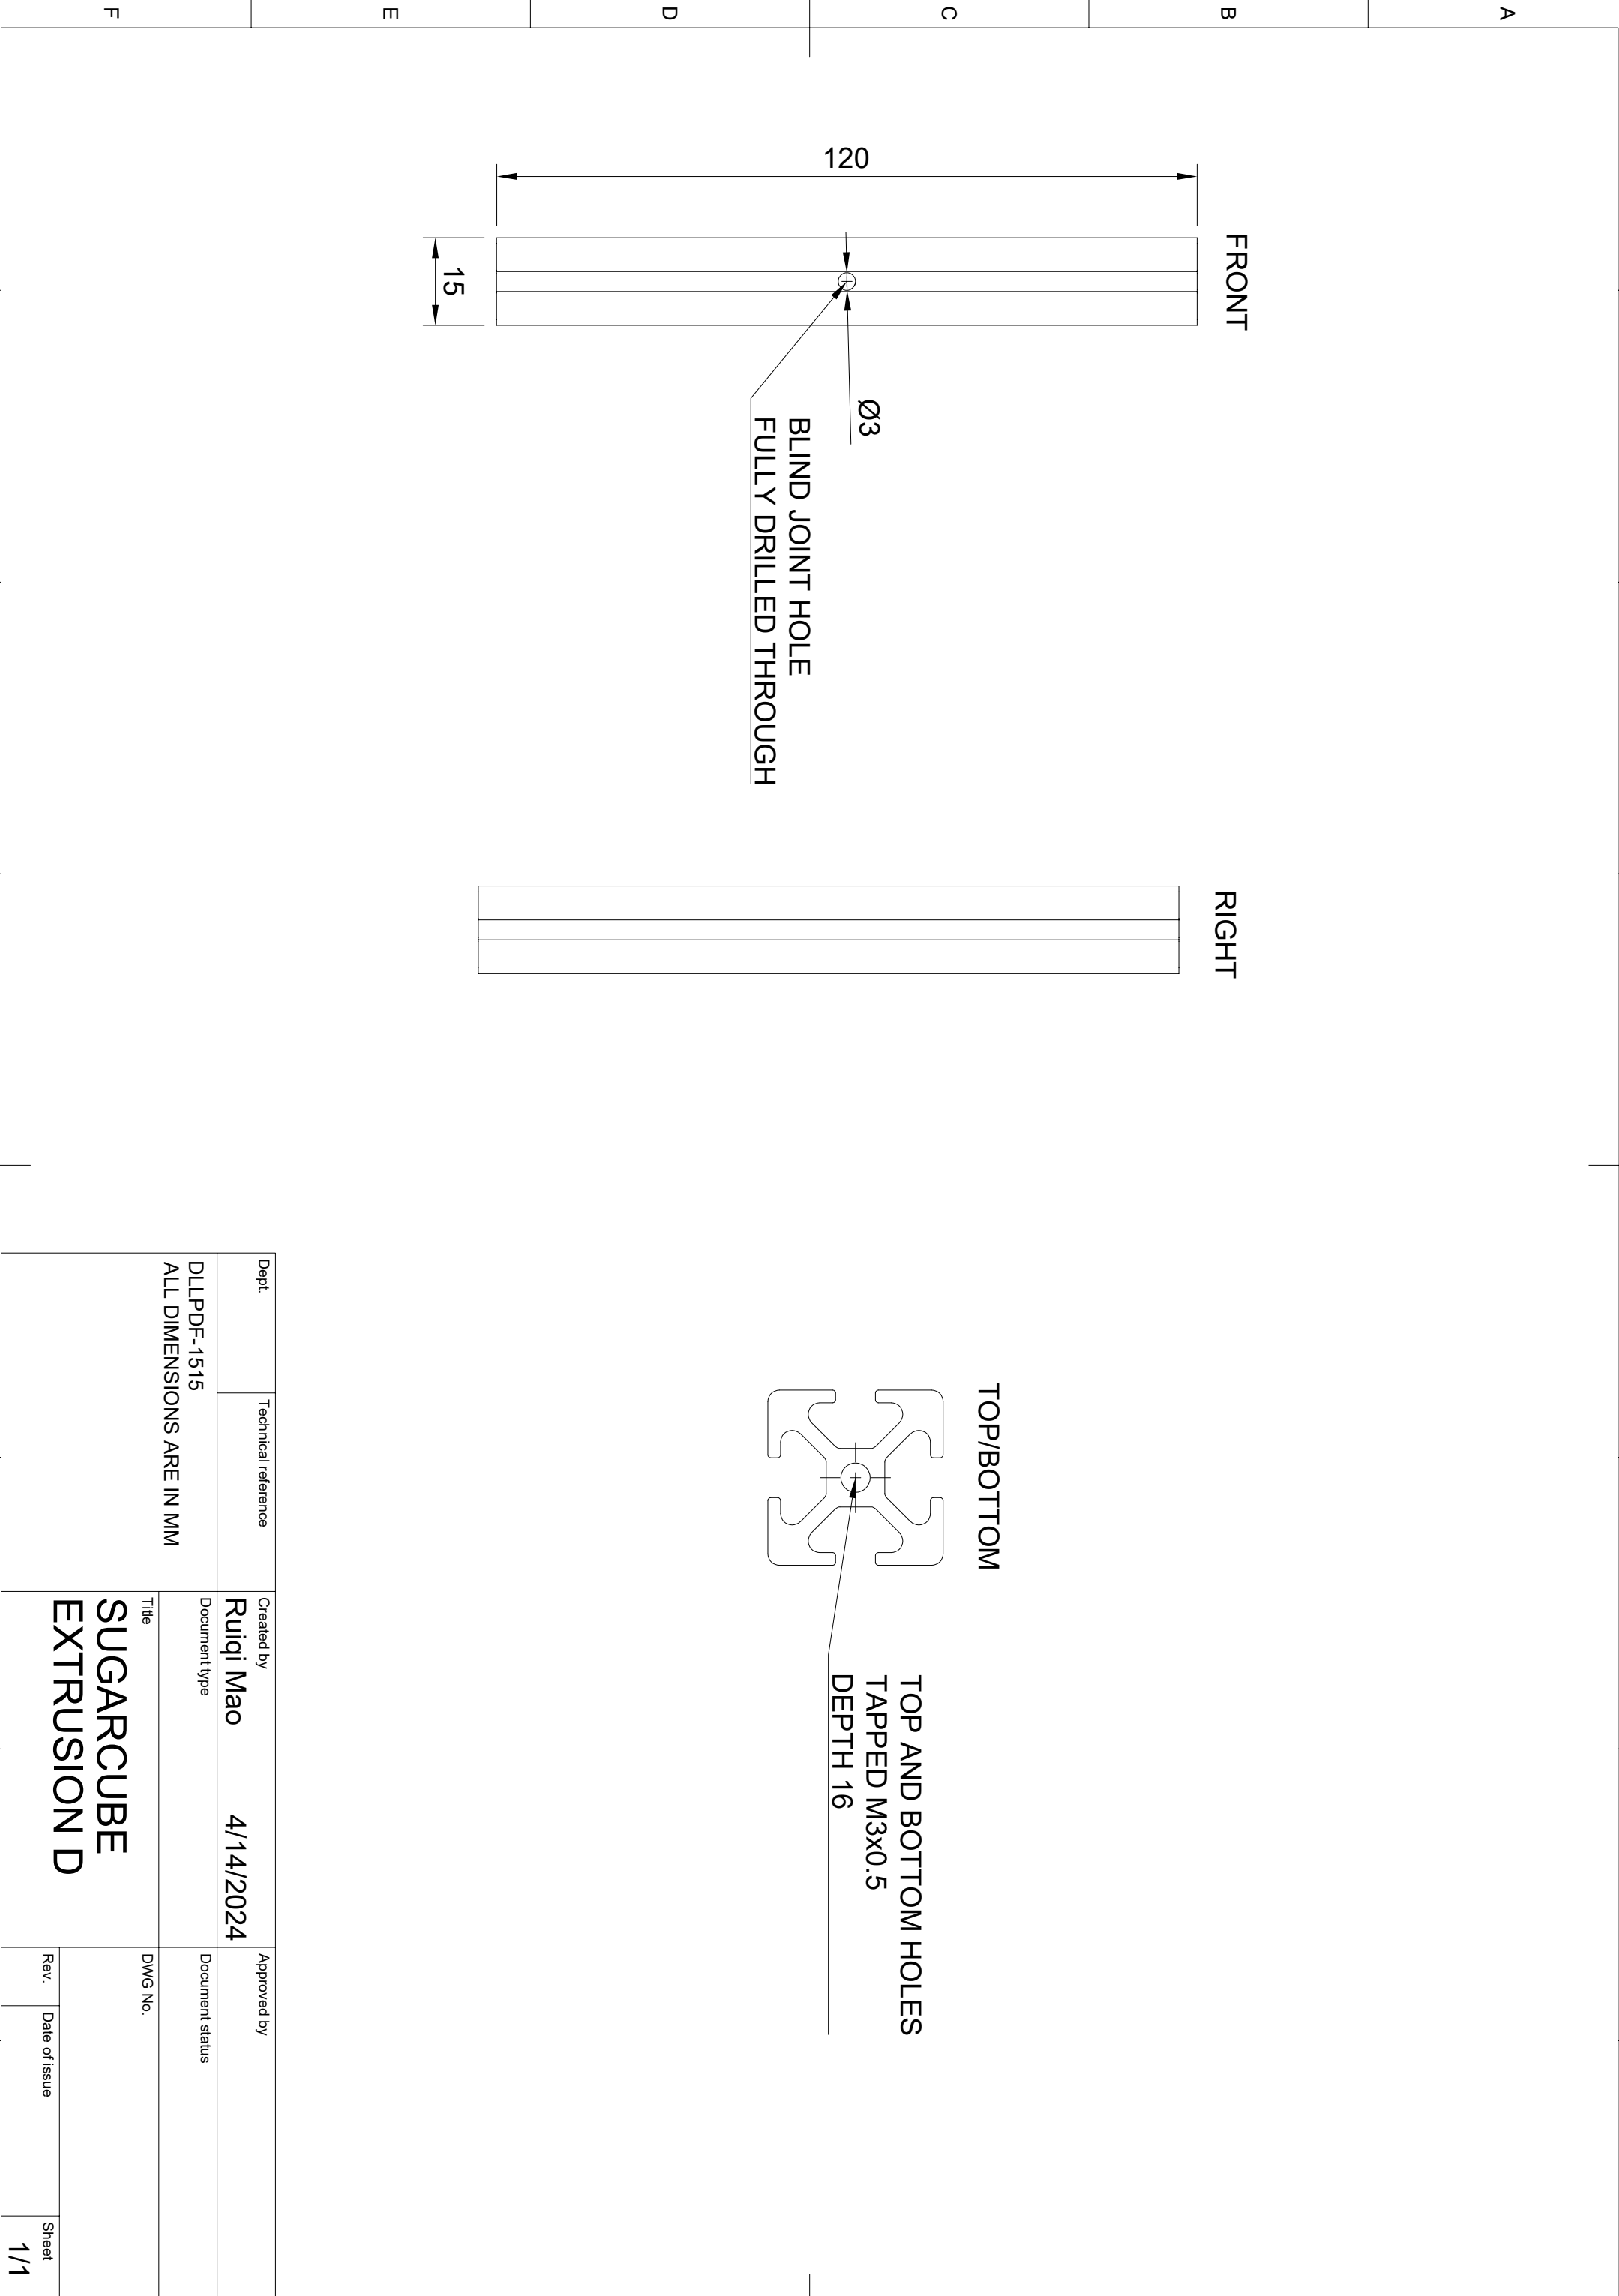 A
B
C
D
E
F
FRONT
120
15
Ø3
BLIND JOINT HOLE
FULLY DRILLED THROUGH
RIGHT
TOP/BOTTOM
TOP AND BOTTOM HOLES
TAPPED M3x0.5
DEPTH 16
Dept.
Technical reference
Created by
Ruiqi Mao 4/14/2024
Approved by
DLLPDF-1515
ALL DIMENSIONS ARE IN MM
Document type
Document status
Title
SUGARCUBE
EXTRUSION D
DWG No.
Rev.
Date of issue
Sheet
1/1